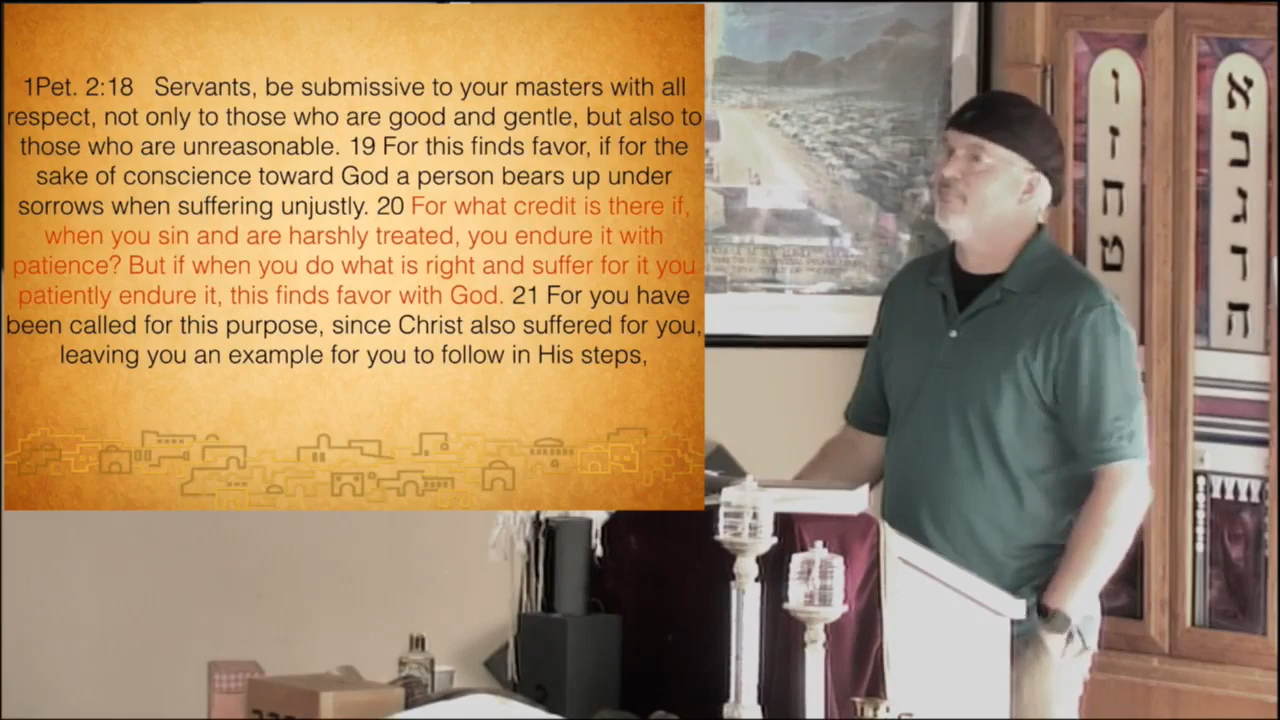 1Pet. 2:18 Servants, be submissive to your masters with all
respect, not only to those who are good and gentle, but also to
those who are unreasonable. 19 For this finds favor, if for the
sake of conscience toward God a person bears up under
sorrows when suffering unjustly. 20 For what credit is there if,
when you sin and are harshly treated, you endure it with
patience? But if when you do what is right and suffer for it you
patiently endure it, this finds favor with God. 21 For you have
been called for this purpose, since Christ also suffered for you,
leaving you an example for you to follow in His steps,
א
ב
ג
ד
ה
ו
ז
ח
ט